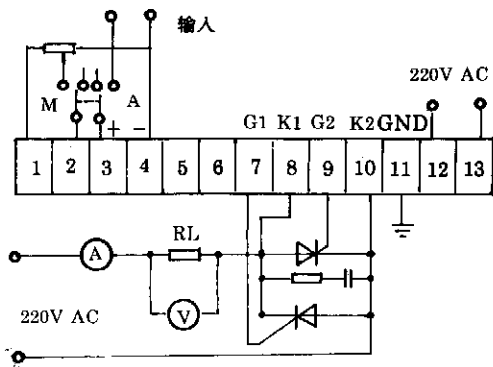 输入
220V AC
M A
+ −
G1 K1 G2 K2 GND
1 2 3 4 5 6 7 8 9 10 11 12 13
RL
A
V
220V AC